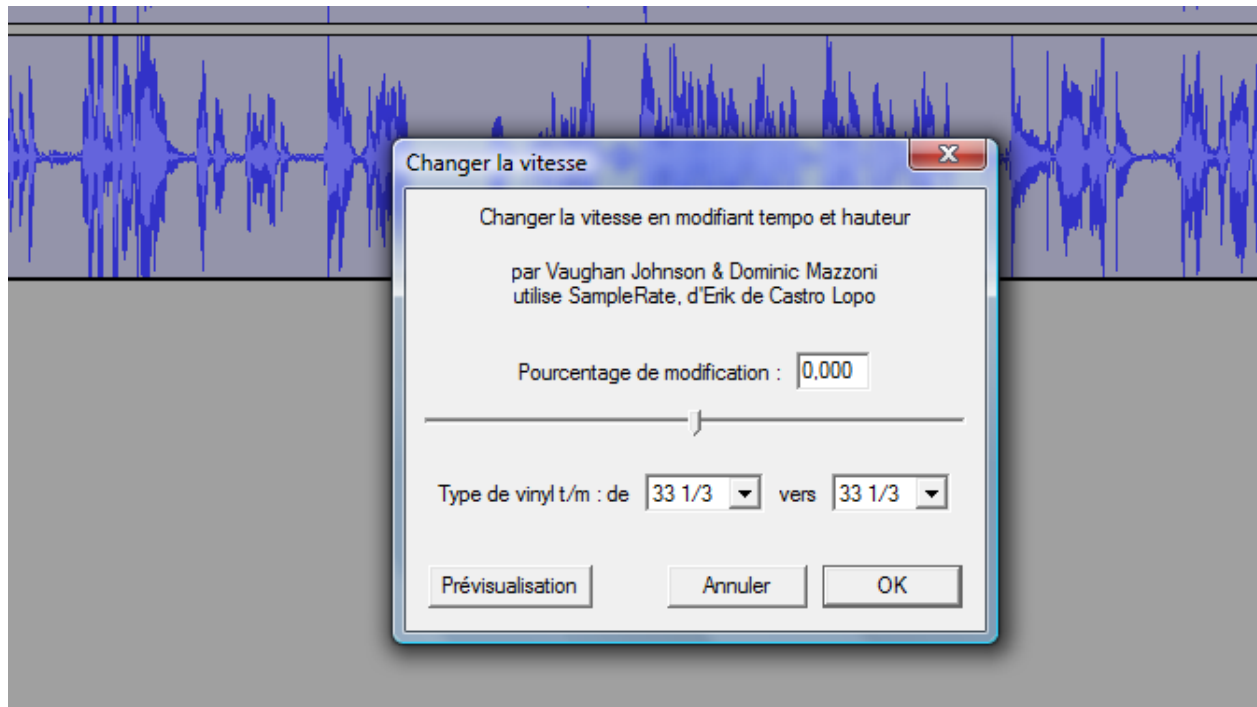 Changer la vitesse
Changer la vitesse en modifiant tempo et hauteur
par Vaughan Johnson & Dominic Mazzoni
utilise SampleRate, d'Erik de Castro Lopo
Pourcentage de modification : 0,000
Type de vinyl t/m : de 33 1/3 vers 33 1/3
Prévisualisation Annuler OK